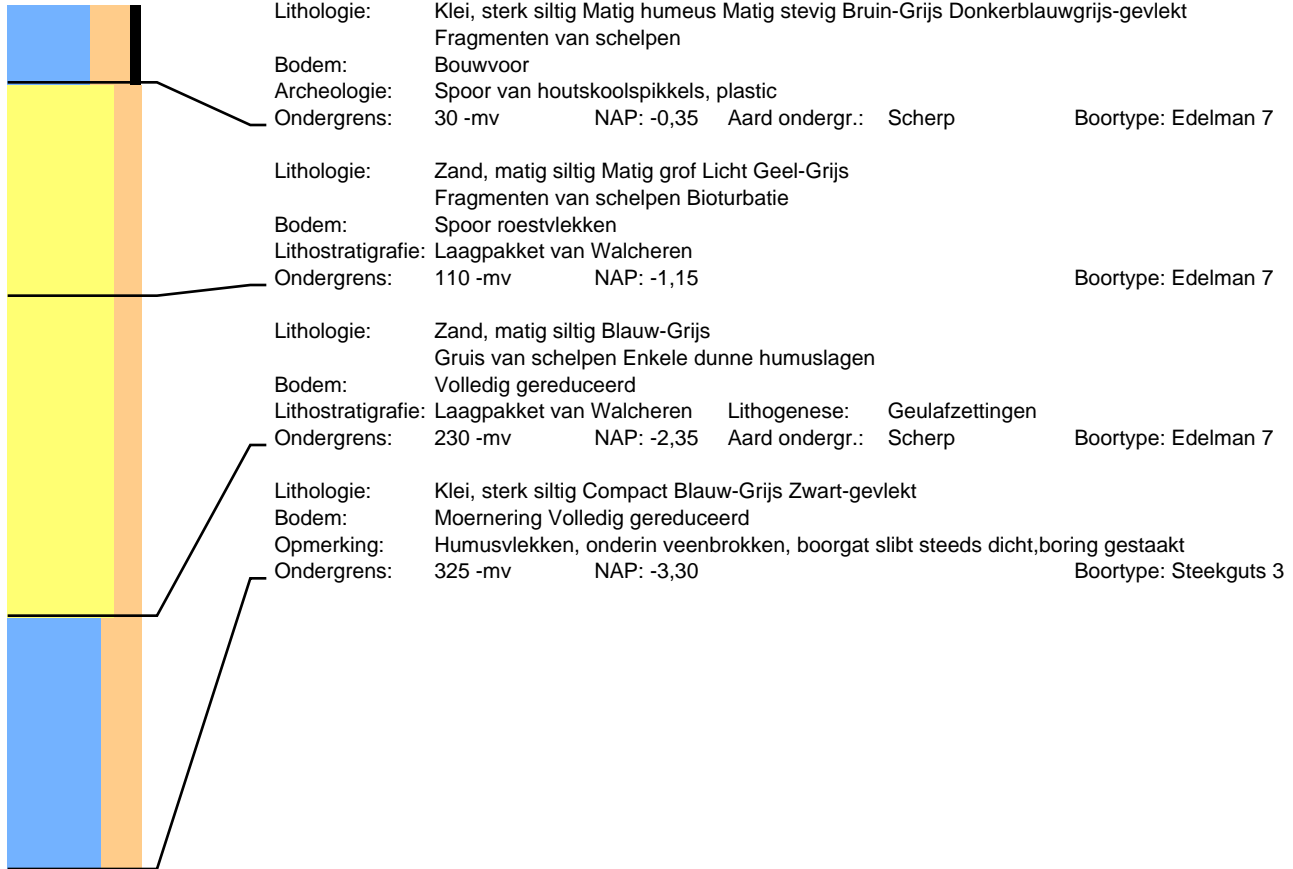 Lithologie: Klei, sterk siltig Matig humeus Matig stevig Bruin-Grijs Donkerblauwgrijs-gevlekt
Fragmenten van schelpen
Bodem: Bouwvoor
Archeologie: Spoor van houtskoolspikkels, plastic
Ondergrens: 30 -mv NAP: -0,35 Aard ondergr.: Scherp Boortype: Edelman 7
Lithologie: Zand, matig siltig Matig grof Licht Geel-Grijs
Fragmenten van schelpen Bioturbatie
Bodem: Spoor roestvlekken
Lithostratigrafie: Laagpakket van Walcheren
Ondergrens: 110 -mv NAP: -1,15 Boortype: Edelman 7
Lithologie: Zand, matig siltig Blauw-Grijs
Gruis van schelpen Enkele dunne humuslagen
Bodem: Volledig gereduceerd
Lithostratigrafie: Laagpakket van Walcheren Lithogenese: Geulafzettingen
Ondergrens: 230 -mv NAP: -2,35 Aard ondergr.: Scherp Boortype: Edelman 7
Lithologie: Klei, sterk siltig Compact Blauw-Grijs Zwart-gevlekt
Bodem: Moernering Volledig gereduceerd
Opmerking: Humusvlekken, onderin veenbrokken, boorgat slibt steeds dicht,boring gestaakt
Ondergrens: 325 -mv NAP: -3,30 Boortype: Steekguts 3